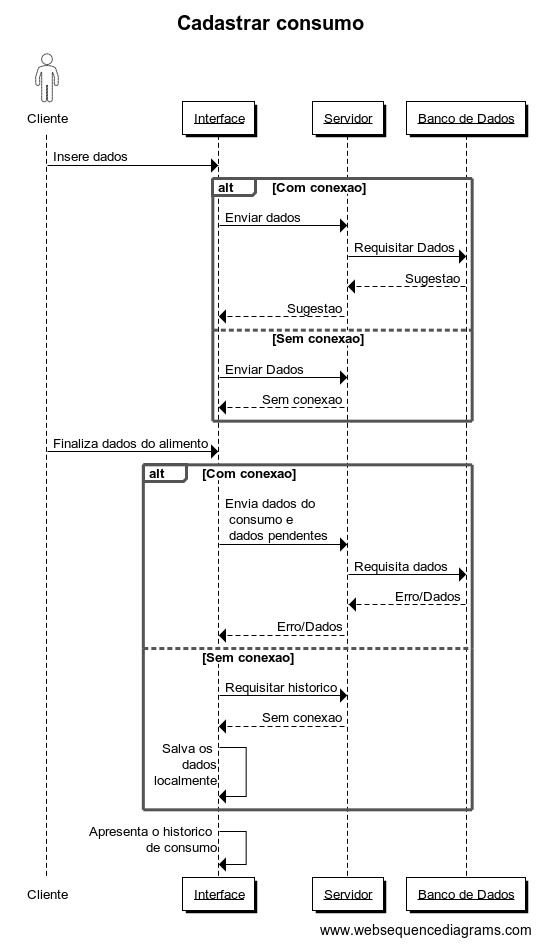 Cadastrar consumo
Cliente
Interface
Servidor
Banco de Dados
Insere dados
alt
[Com conexao]
Enviar dados
Requisitar Dados
Sugestao
Sugestao
[Sem conexao]
Enviar Dados
Sem conexao
Finaliza dados do alimento
alt
[Com conexao]
Envia dados do
consumo e
dados pendentes
Requisita dados
Erro/Dados
Erro/Dados
[Sem conexao]
Requisitar historico
Sem conexao
Salva os
dados
localmente
Apresenta o historico
de consumo
Cliente
Interface
Servidor
Banco de Dados
www.websequencediagrams.com